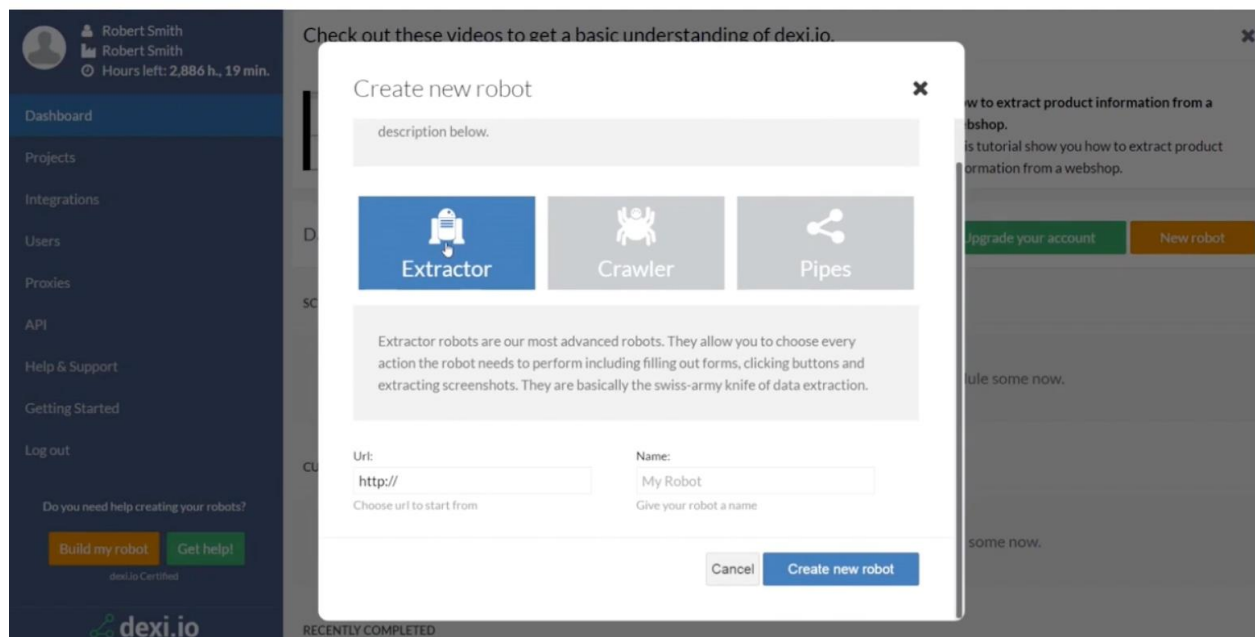 Robert Smith
Robert Smith
Hours left: 2,886 h., 19 min.
Dashboard
Projects
Integrations
Users
Proxies
API
Help & Support
Getting Started
Log out
Do you need help creating your robots?
Build my robot
Get help!
dexi.io Certified
dexi.io
Check out these videos to get a basic understanding of dexi.io.
w to extract product information from a
bshop.
is tutorial show you how to extract product
ormation from a webshop.
D
Upgrade your account
New robot
SC
ule some now.
CU
some now.
RECENTLY COMPLETED
Create new robot
description below.
Extractor
Crawler
Pipes
Extractor robots are our most advanced robots. They allow you to choose every
action the robot needs to perform including filling out forms, clicking buttons and
extracting screenshots. They are basically the swiss-army knife of data extraction.
Url:
http://
Choose url to start from
Name:
My Robot
Give your robot a name
Cancel
Create new robot